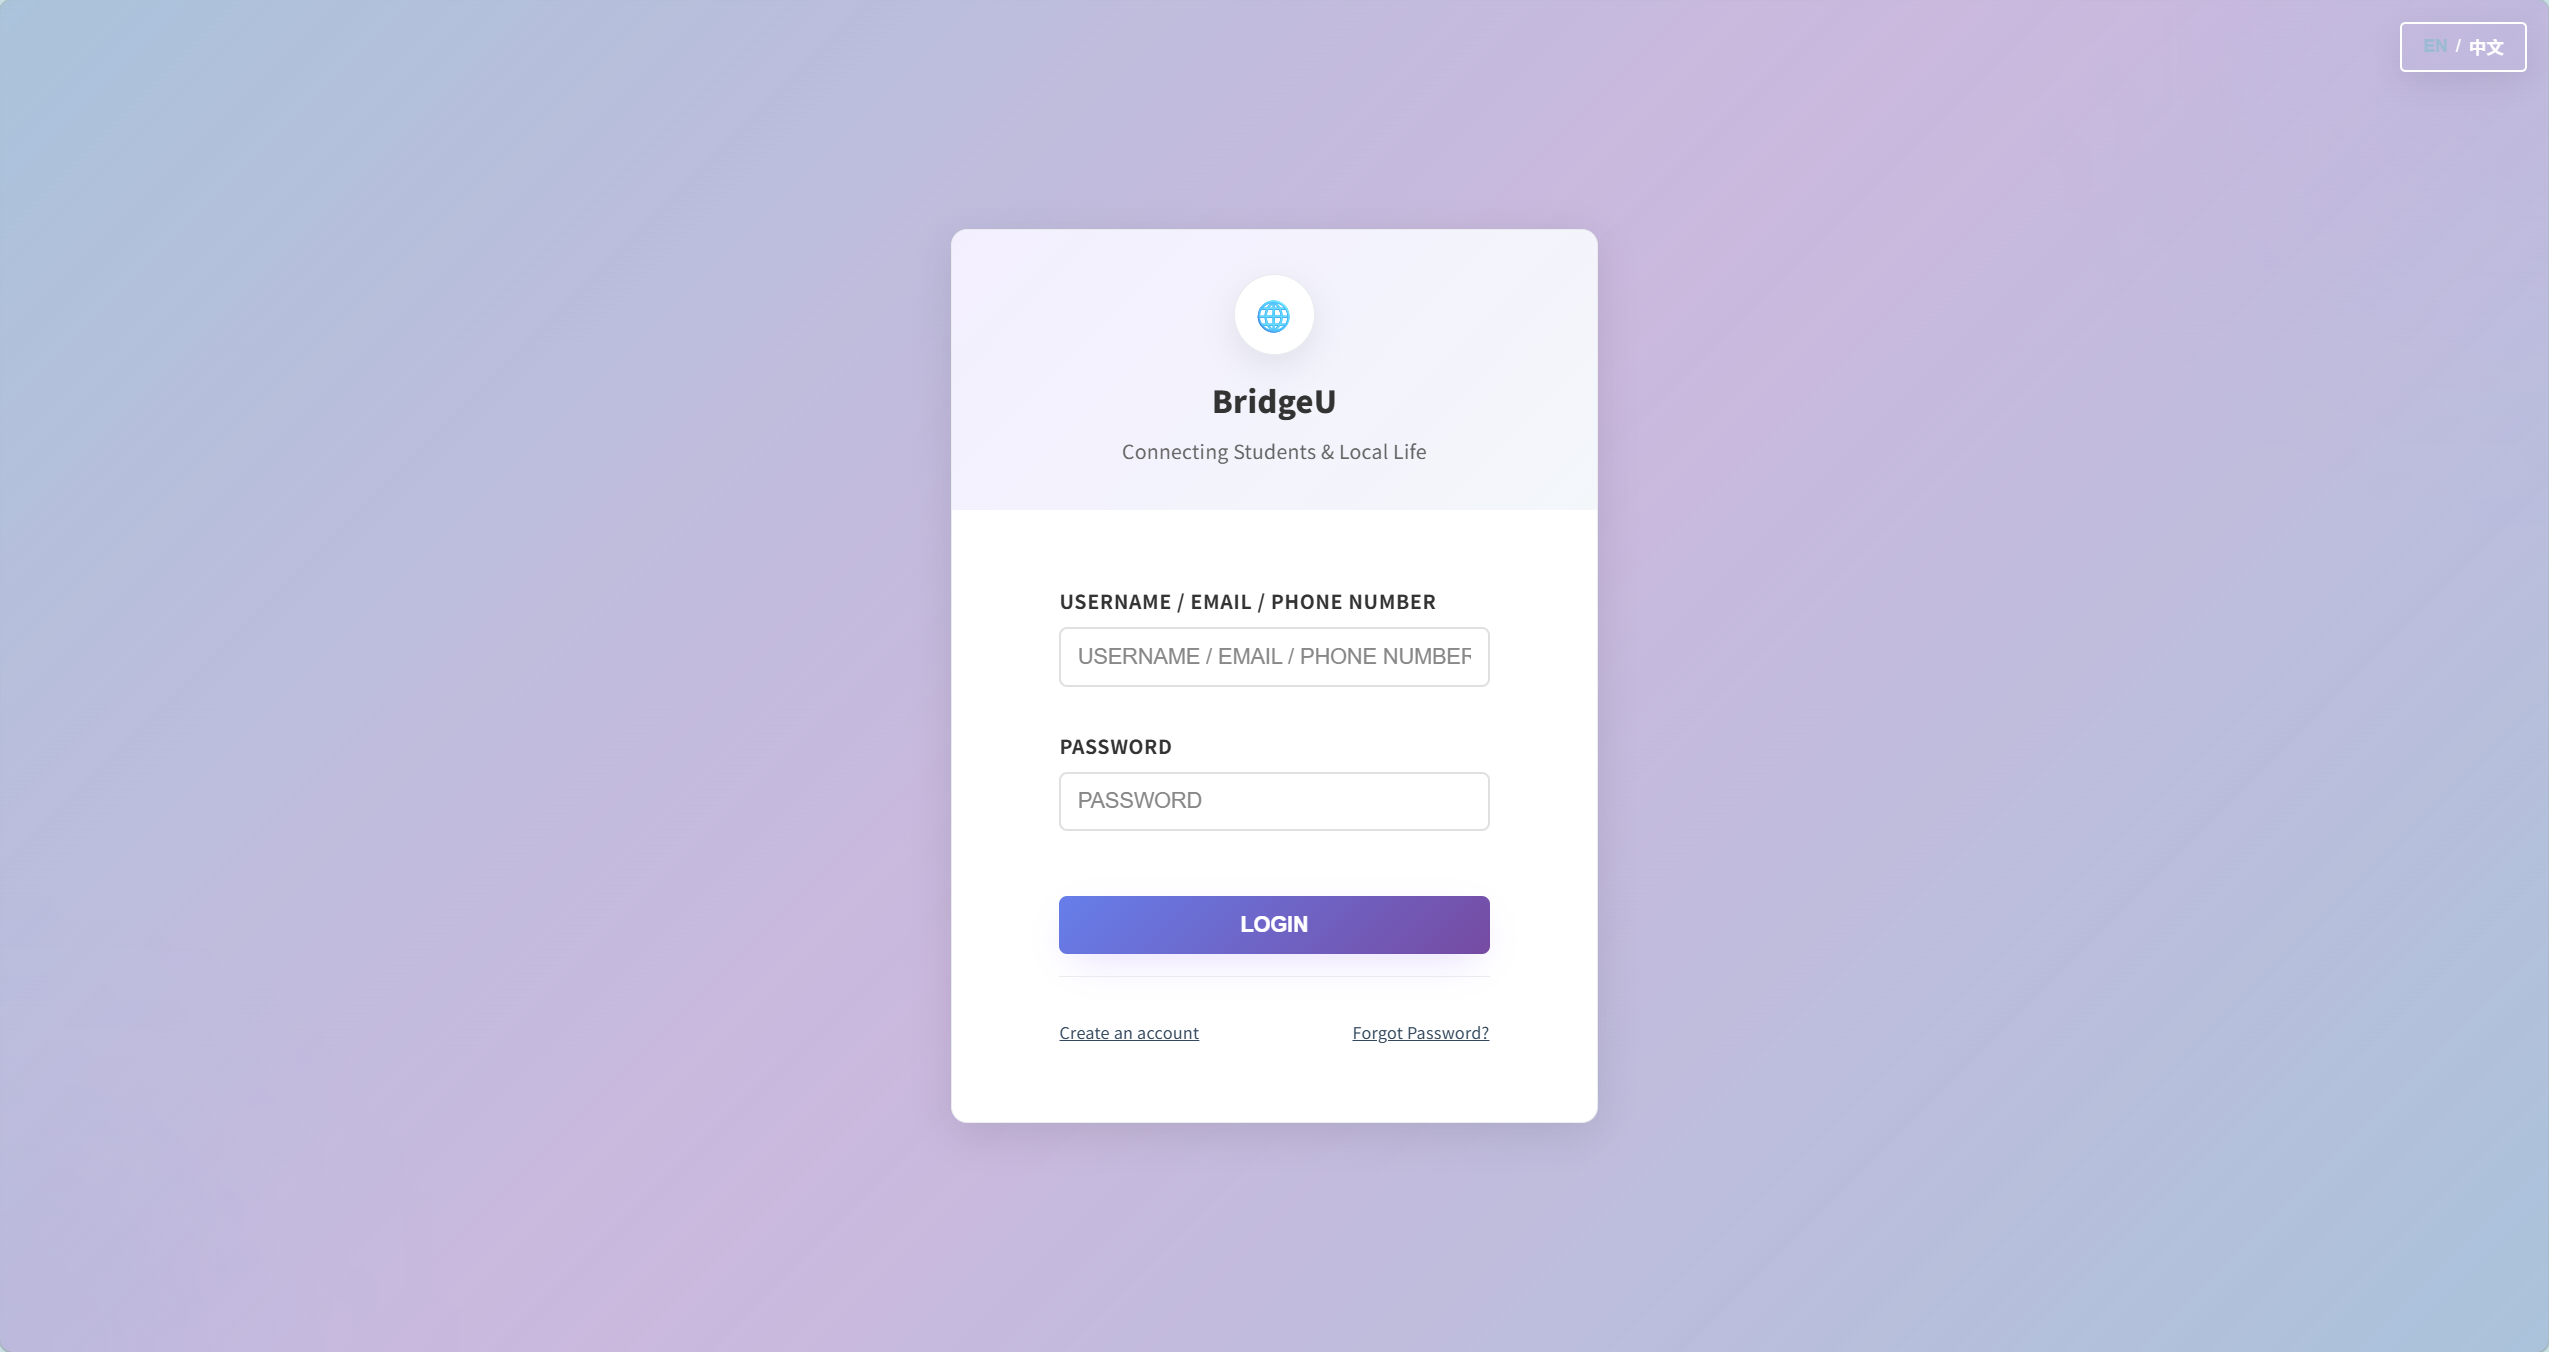 EN / 中文
BridgeU
Connecting Students & Local Life
USERNAME / EMAIL / PHONE NUMBER
USERNAME / EMAIL / PHONE NUMBER
PASSWORD
PASSWORD
LOGIN
Create an account
Forgot Password?